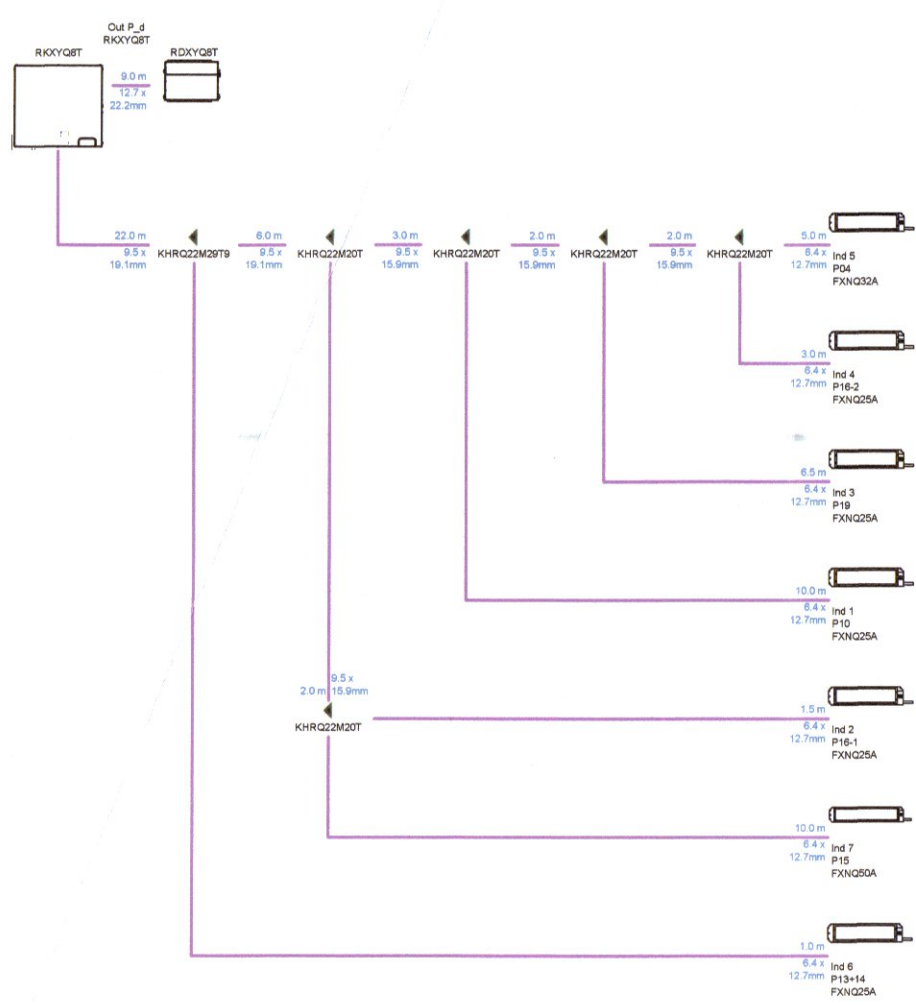 Out P_d
RKXYQ8T
RKXYQ8T
RDXYQ8T
9.0 m
12.7 x
22.2mm
22.0 m
9.5 x
19.1mm
KHRQ22M29T9
6.0 m
9.5 x
19.1mm
KHRQ22M20T
3.0 m
9.5 x
15.9mm
KHRQ22M20T
2.0 m
9.5 x
15.9mm
KHRQ22M20T
2.0 m
9.5 x
15.9mm
KHRQ22M20T
5.0 m
6.4 x
12.7mm
Ind 5
P04
FXNQ32A
3.0 m
6.4 x
12.7mm
Ind 4
P16-2
FXNQ25A
6.5 m
6.4 x
12.7mm
Ind 3
P19
FXNQ25A
10.0 m
6.4 x
12.7mm
Ind 1
P10
FXNQ25A
9.5 x
2.0 m 15.9mm
KHRQ22M20T
1.5 m
6.4 x
12.7mm
Ind 2
P16-1
FXNQ25A
10.0 m
6.4 x
12.7mm
Ind 7
P15
FXNQ50A
1.0 m
6.4 x
12.7mm
Ind 6
P13+14
FXNQ25A